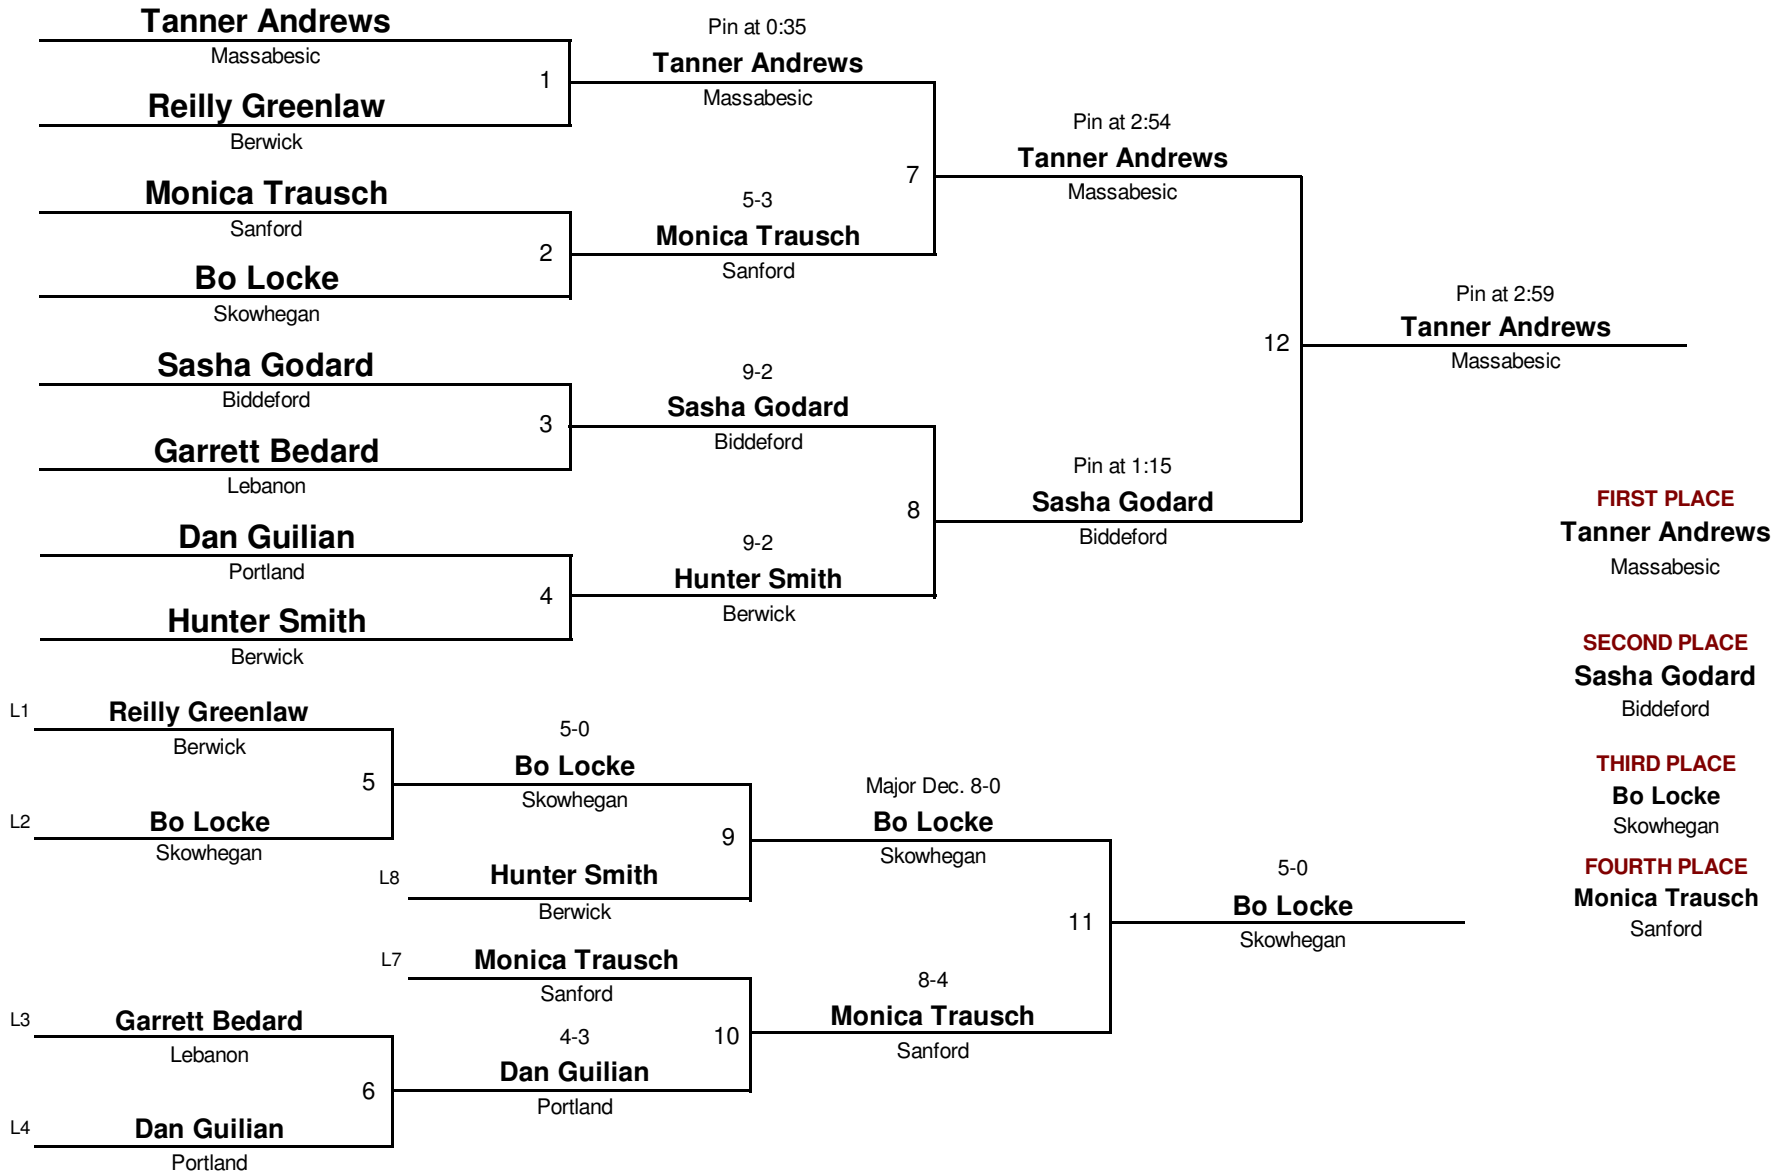 Tanner Andrews
Massabesic
1
Reilly Greenlaw
Berwick
Monica Trausch
Sanford
2
Bo Locke
Skowhegan
Sasha Godard
Biddeford
3
Garrett Bedard
Lebanon
Dan Guilian
Portland
4
Hunter Smith
Berwick
Pin at 0:35
Tanner Andrews
Massabesic
7
5-3
Monica Trausch
Sanford
9-2
Sasha Godard
Biddeford
8
9-2
Hunter Smith
Berwick
Pin at 2:54
Tanner Andrews
Massabesic
12
Pin at 1:15
Sasha Godard
Biddeford
Pin at 2:59
Tanner Andrews
Massabesic
FIRST PLACE
Tanner Andrews
Massabesic
SECOND PLACE
Sasha Godard
Biddeford
THIRD PLACE
Bo Locke
Skowhegan
FOURTH PLACE
Monica Trausch
Sanford
L1 Reilly Greenlaw
Berwick
5
L2 Bo Locke
Skowhegan
5-0
Bo Locke
Skowhegan
9
L8 Hunter Smith
Berwick
L7 Monica Trausch
Sanford
10
4-3
Dan Guilian
Portland
L3 Garrett Bedard
Lebanon
6
L4 Dan Guilian
Portland
Major Dec. 8-0
Bo Locke
Skowhegan
11
8-4
Monica Trausch
Sanford
5-0
Bo Locke
Skowhegan